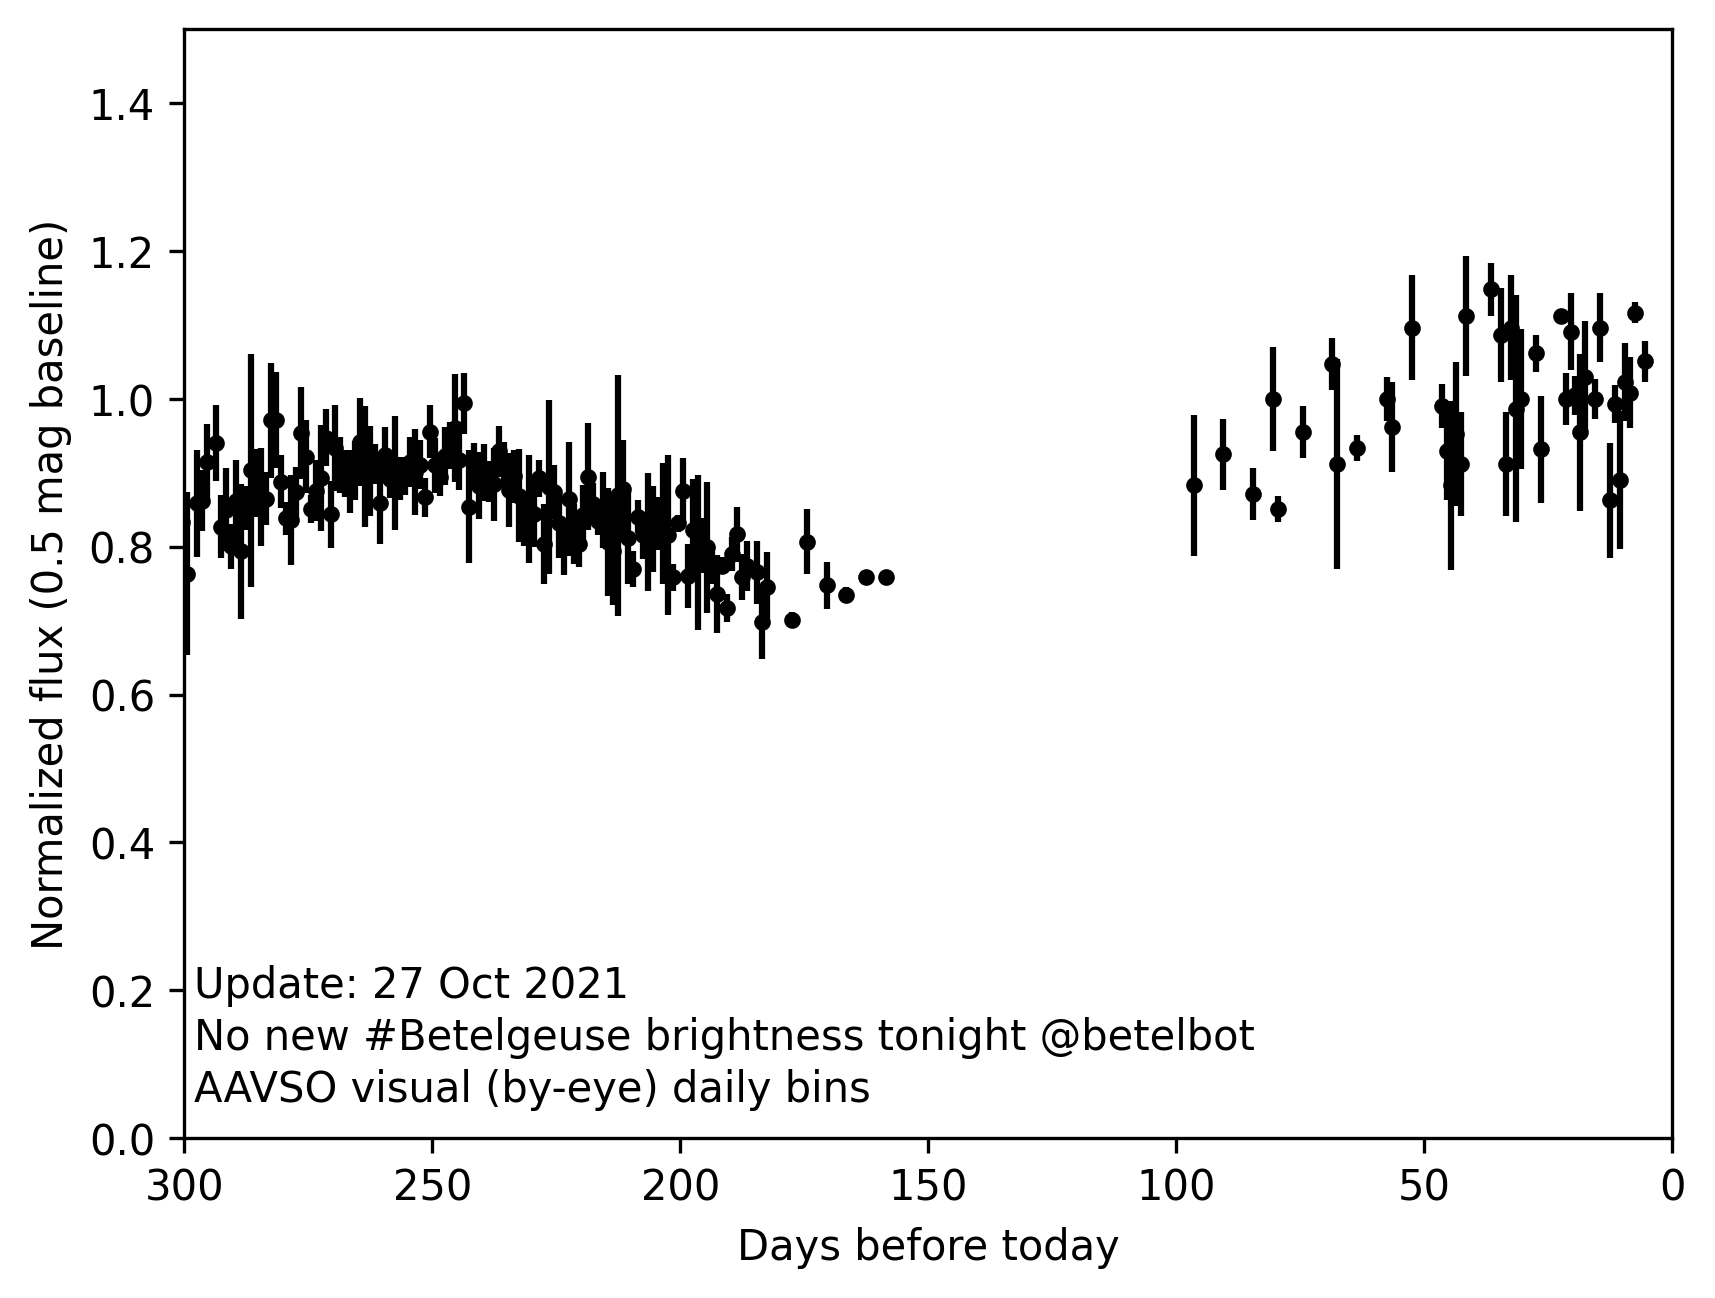 1.4
1.2
1.0
0.8
0.6
0.4
0.2
0.0
Normalized flux (0.5 mag baseline)
Update: 27 Oct 2021
No new #Betelgeuse brightness tonight @betelbot
AAVSO visual (by-eye) daily bins
300 250 200 150 100 50 0
Days before today